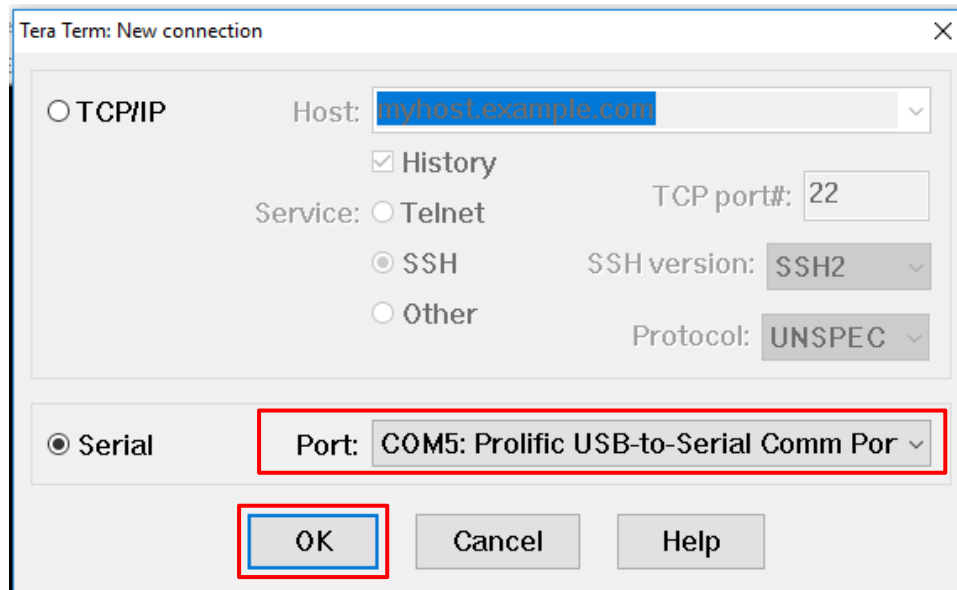 Tera Term: New connection
TCP/IP
Host: myhost.example.com
History
Service: Telnet
TCP port#: 22
SSH
SSH version: SSH2
Other
Protocol: UNSPEC
Serial
Port: COM5: Prolific USB-to-Serial Comm Por
OK Cancel Help